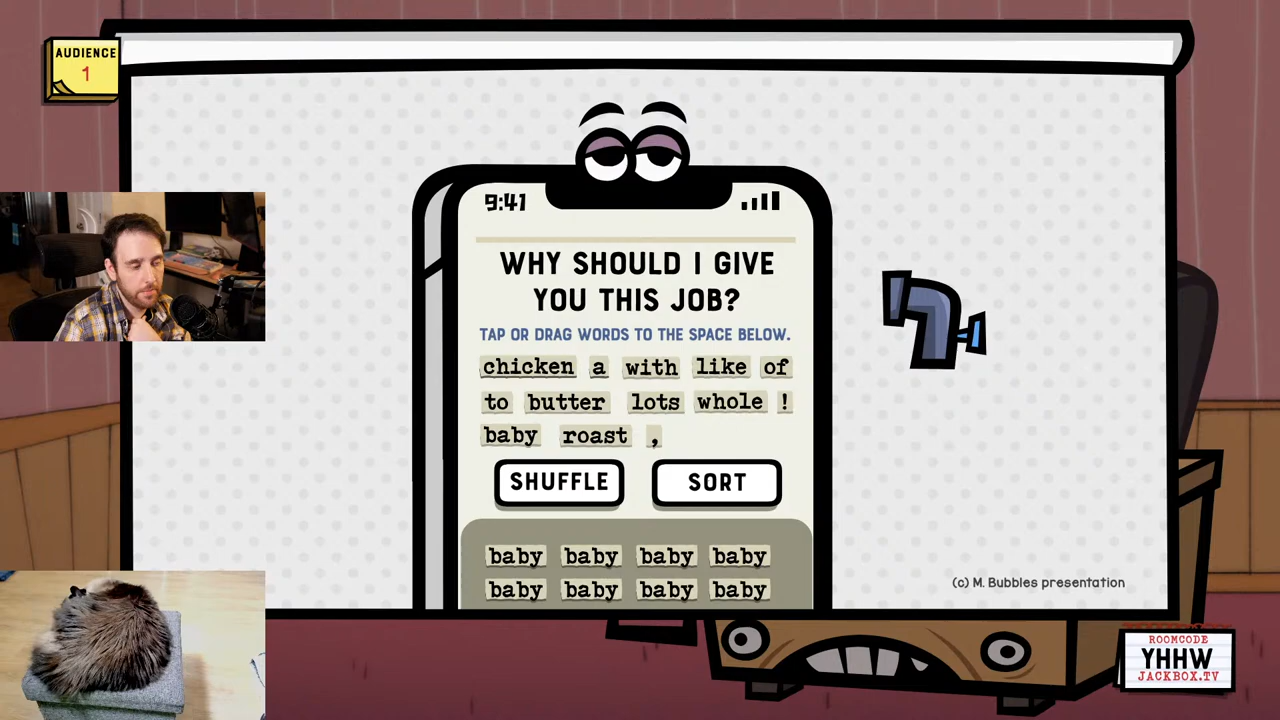 AUDIENCE
1
9:41
WHY SHOULD I GIVE
YOU THIS JOB?
TAP OR DRAG WORDS TO THE SPACE BELOW.
chicken a with like of
to butter lots whole !
baby roast ,
SHUFFLE SORT
baby baby baby baby
baby baby baby baby
(c) M. Bubbles presentation
ROOMCODE
YHHW
JACKBOX.TV